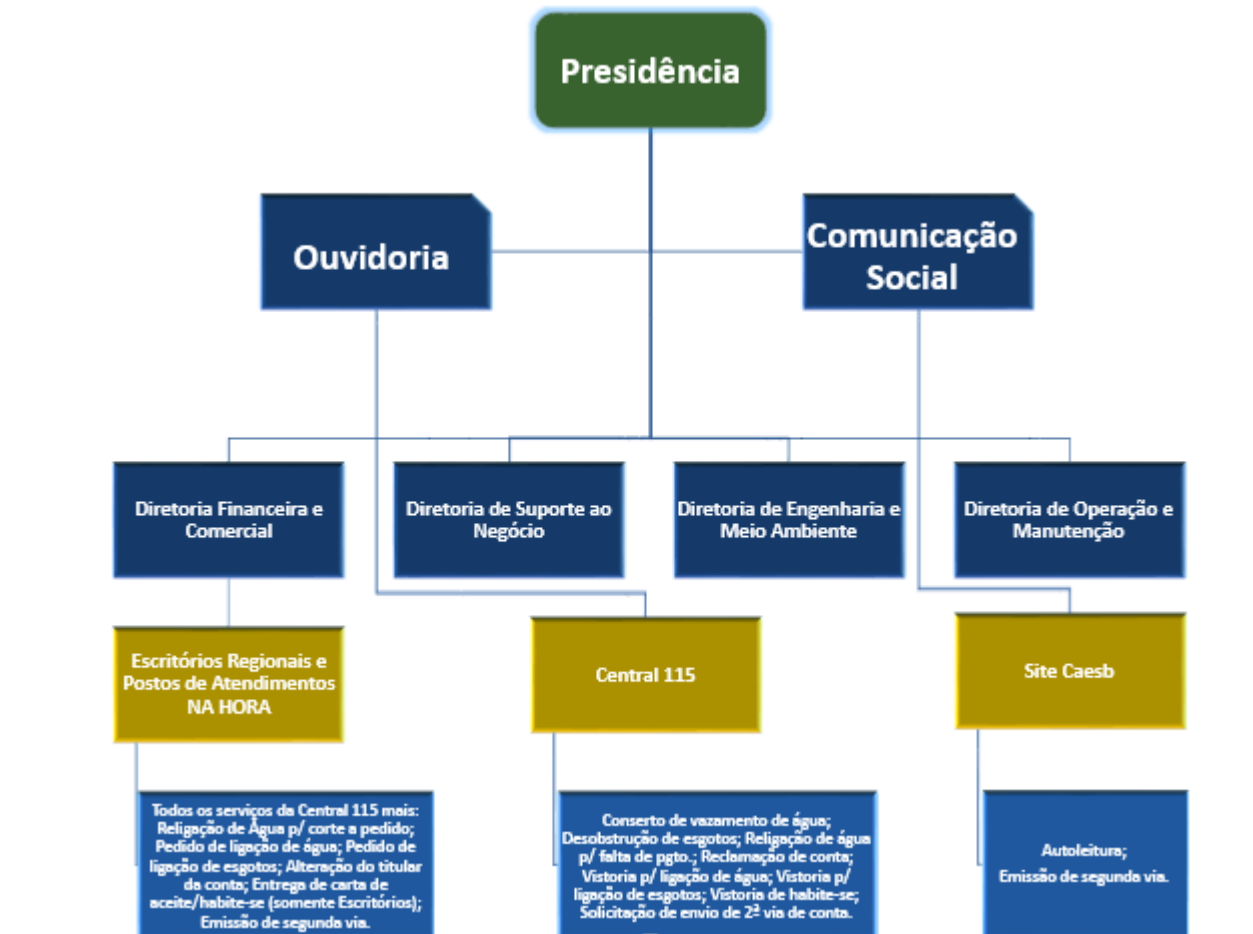 Presidência
Ouvidoria
Comunicação
Social
Diretoria Financeira e
Comercial
Diretoria de Suporte ao
Negócio
Diretoria de Engenharia e
Meio Ambiente
Diretoria de Operação e
Manutenção
Escritórios Regionais e
Postos de Atendimentos
NA HORA
Central 115
Site Caesb
Todos os serviços da Central 115 mais:
Religação de Água p/ corte a pedido;
Pedido de ligação de água; Pedido de
ligação de esgotos; Alteração do titular
da conta; Entrega de carta de
aceite/habite-se (somente Escritórios);
Emissão de segunda via.
Conserto de vazamento de água;
Desobstrução de esgotos; Religação de água
p/ falta de pgto.; Reclamação de conta;
Vistoria p/ ligação de água; Vistoria p/
ligação de esgotos; Vistoria de habite-se;
Solicitação de envio de 2ª via de conta.
Autoleitura;
Emissão de segunda via.